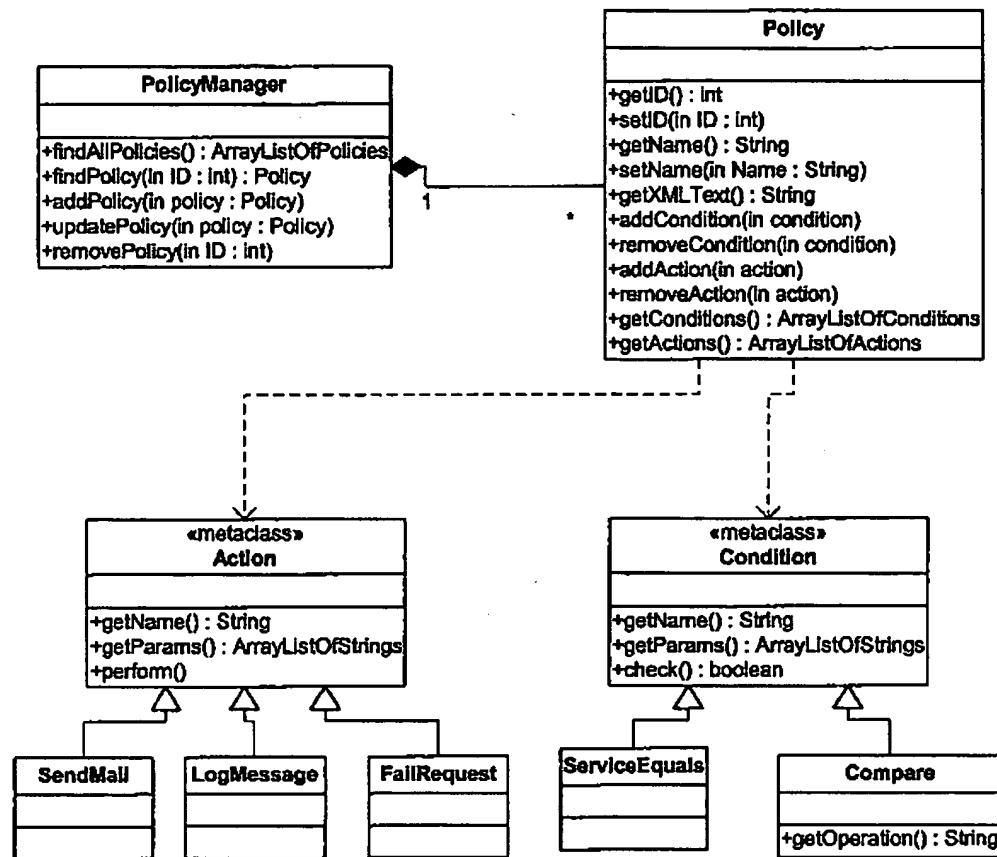 Policy
+getID() : int
+setID(in ID : int)
+getName() : String
+setName(in Name : String)
+getXMLText() : String
+addCondition(in condition)
+removeCondition(in condition)
+addAction(in action)
+removeAction(in action)
+getConditions() : ArrayListOfConditions
+getActions() : ArrayListOfActions
PolicyManager
+findAllPolicies() : ArrayListOfPolicies
+findPolicy(in ID : int) : Policy
+addPolicy(in policy : Policy)
+updatePolicy(in policy : Policy)
+removePolicy(in ID : int)
1
*
«metaclass»
Action
+getName() : String
+getParams() : ArrayListOfStrings
+perform()
«metaclass»
Condition
+getName() : String
+getParams() : ArrayListOfStrings
+check() : boolean
SendMail
LogMessage
FailRequest
ServiceEquals
Compare
+getOperation() : String